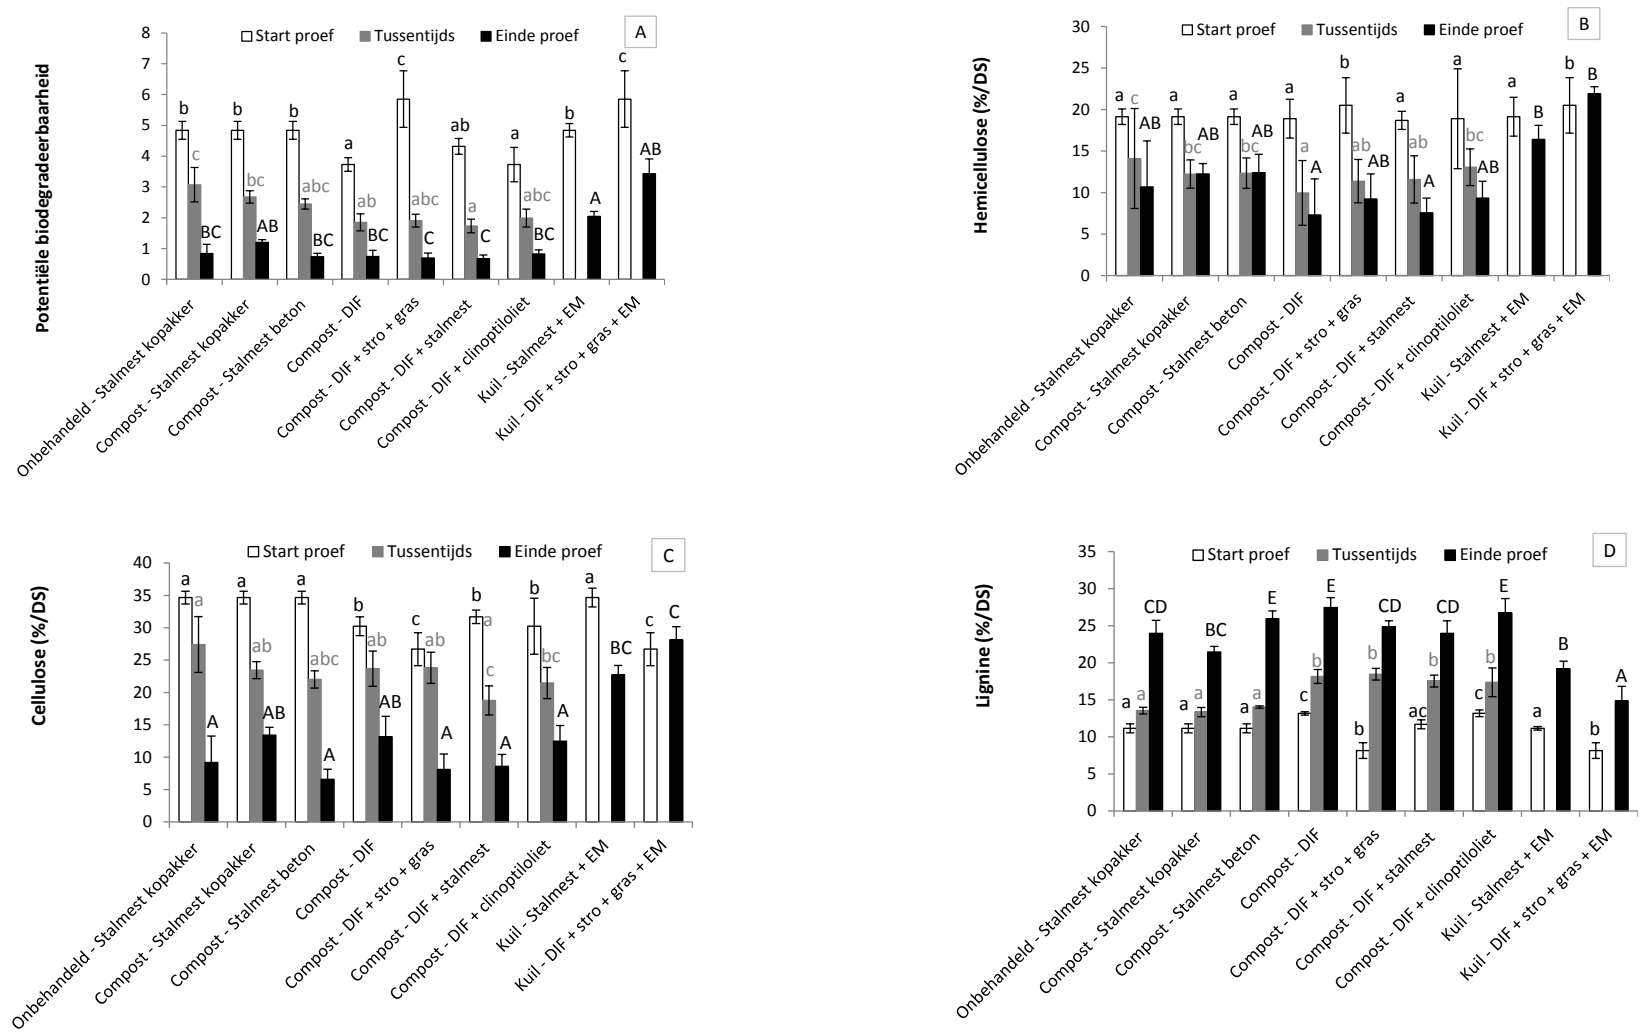 Start proef Tussentijds Einde proef
A
Potentiële biodegradeerbaarheid
8
7
6
5
4
3
2
1
0
b c BC
b bc AB
b abc BC
a ab BC
c abc C
ab a C
a abc BC
b A
c AB
Onbehandeld - Stalmest kopakker
Compost - Stalmest kopakker
Compost - Stalmest beton
Compost - DIF
Compost - DIF + stro + gras
Compost - DIF + stalmest
Compost - DIF + clinoptiloliet
Kuil - Stalmest + EM
Kuil - DIF + stro + gras + EM
Start proef Tussentijds Einde proef
B
Hemicellulose (%/DS)
30
25
20
15
10
5
0
a c AB
a bc AB
a bc AB
a a A
b ab AB
a ab A
a bc AB
a B
b B
Onbehandeld - Stalmest kopakker
Compost - Stalmest kopakker
Compost - Stalmest beton
Compost - DIF
Compost - DIF + stro + gras
Compost - DIF + stalmest
Compost - DIF + clinoptiloliet
Kuil - Stalmest + EM
Kuil - DIF + stro + gras + EM
Start proef Tussentijds Einde proef
C
Cellulose (%/DS)
40
35
30
25
20
15
10
5
0
a a A
a ab AB
a abc A
b ab AB
c ab A
b a c A
b bc A
a BC
c C
Onbehandeld - Stalmest kopakker
Compost - Stalmest kopakker
Compost - Stalmest beton
Compost - DIF
Compost - DIF + stro + gras
Compost - DIF + stalmest
Compost - DIF + clinoptiloliet
Kuil - Stalmest + EM
Kuil - DIF + stro + gras + EM
Start proef Tussentijds Einde proef
D
Lignine (%/DS)
35
30
25
20
15
10
5
0
a a CD
a a BC
a a E
c b E
b b CD
ac b CD
c b E
a B
b A
Onbehandeld - Stalmest kopakker
Compost - Stalmest kopakker
Compost - Stalmest beton
Compost - DIF
Compost - DIF + stro + gras
Compost - DIF + stalmest
Compost - DIF + clinoptiloliet
Kuil - Stalmest + EM
Kuil - DIF + stro + gras + EM